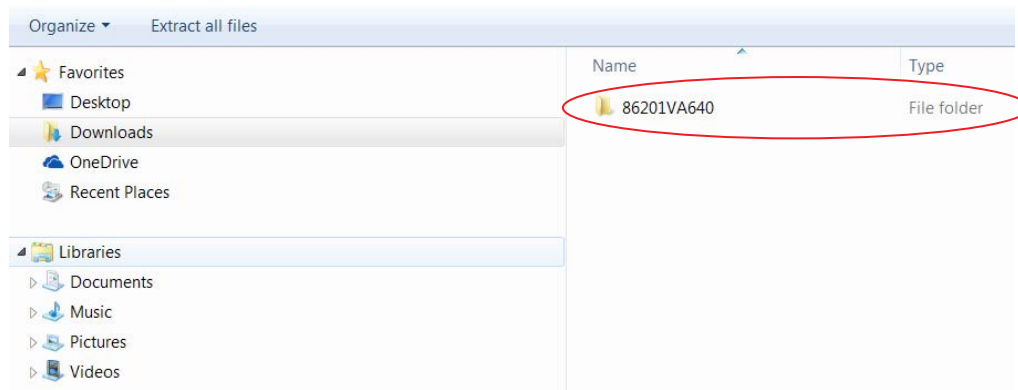 Organize Extract all files
Favorites
Desktop
Downloads
OneDrive
Recent Places
Libraries
Documents
Music
Pictures
Videos
Name Type
86201VA640 File folder